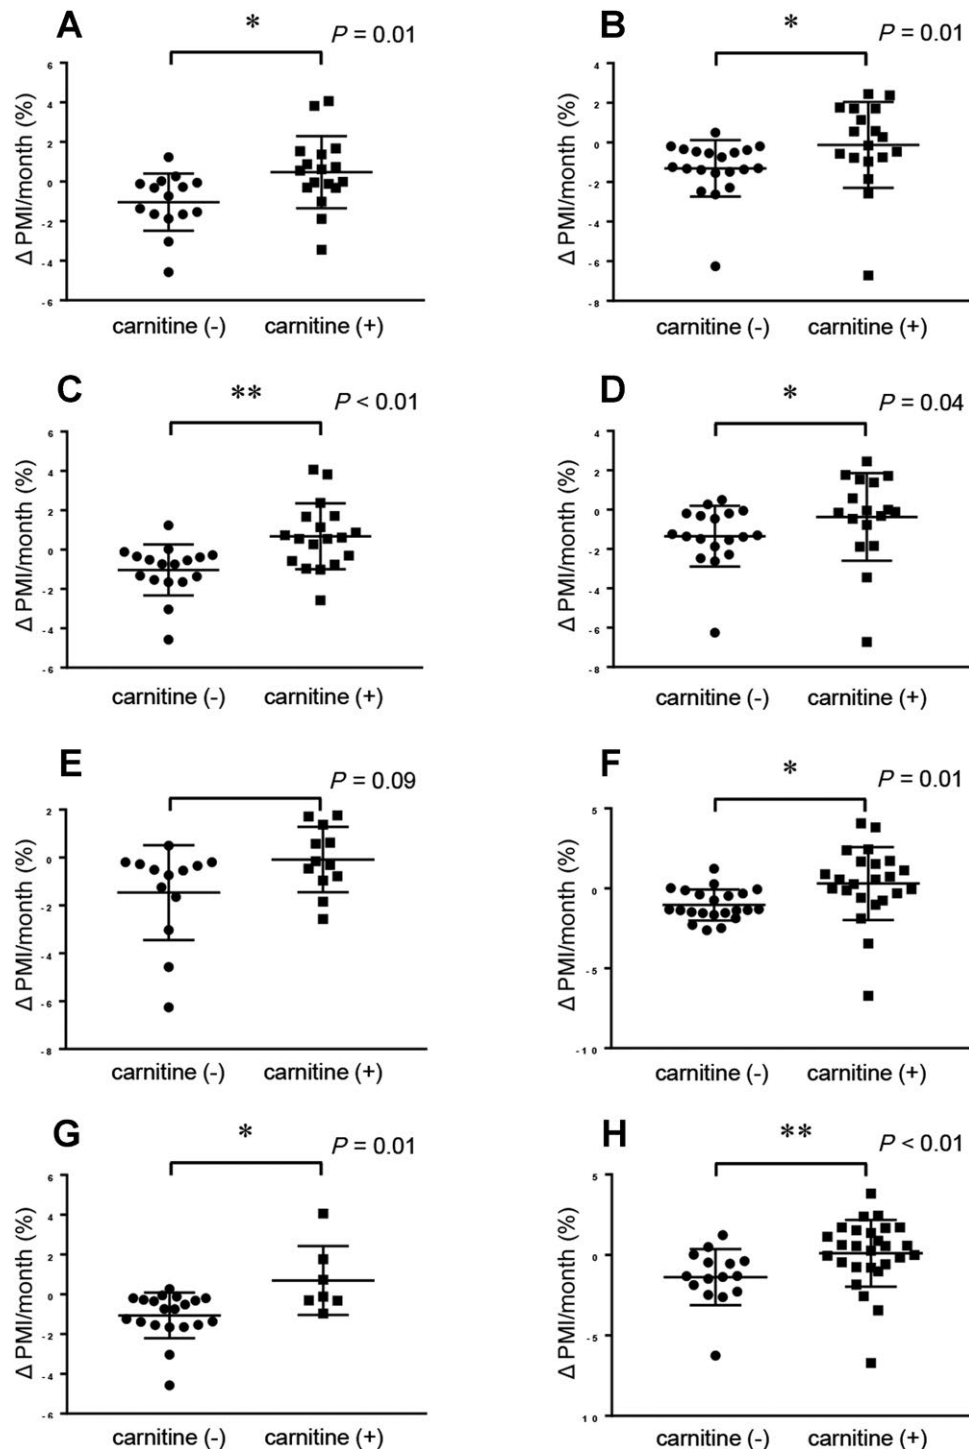 A
*
P = 0.01
Δ PMI/month (%)
6
4
2
0
-2
-4
-6
carnitine (-)
carnitine (+)
B
*
P = 0.01
Δ PMI/month (%)
4
2
0
-2
-4
-6
-8
carnitine (-)
carnitine (+)
C
**
P < 0.01
Δ PMI/month (%)
6
4
2
0
-2
-4
-6
carnitine (-)
carnitine (+)
D
*
P = 0.04
Δ PMI/month (%)
4
2
0
-2
-4
-6
-8
carnitine (-)
carnitine (+)
E
P = 0.09
Δ PMI/month (%)
2
0
-2
-4
-6
-8
carnitine (-)
carnitine (+)
F
*
P = 0.01
Δ PMI/month (%)
5
0
-5
-10
carnitine (-)
carnitine (+)
G
*
P = 0.01
Δ PMI/month (%)
6
4
2
0
-2
-4
-6
carnitine (-)
carnitine (+)
H
**
P < 0.01
Δ PMI/month (%)
5
0
-5
10
carnitine (-)
carnitine (+)